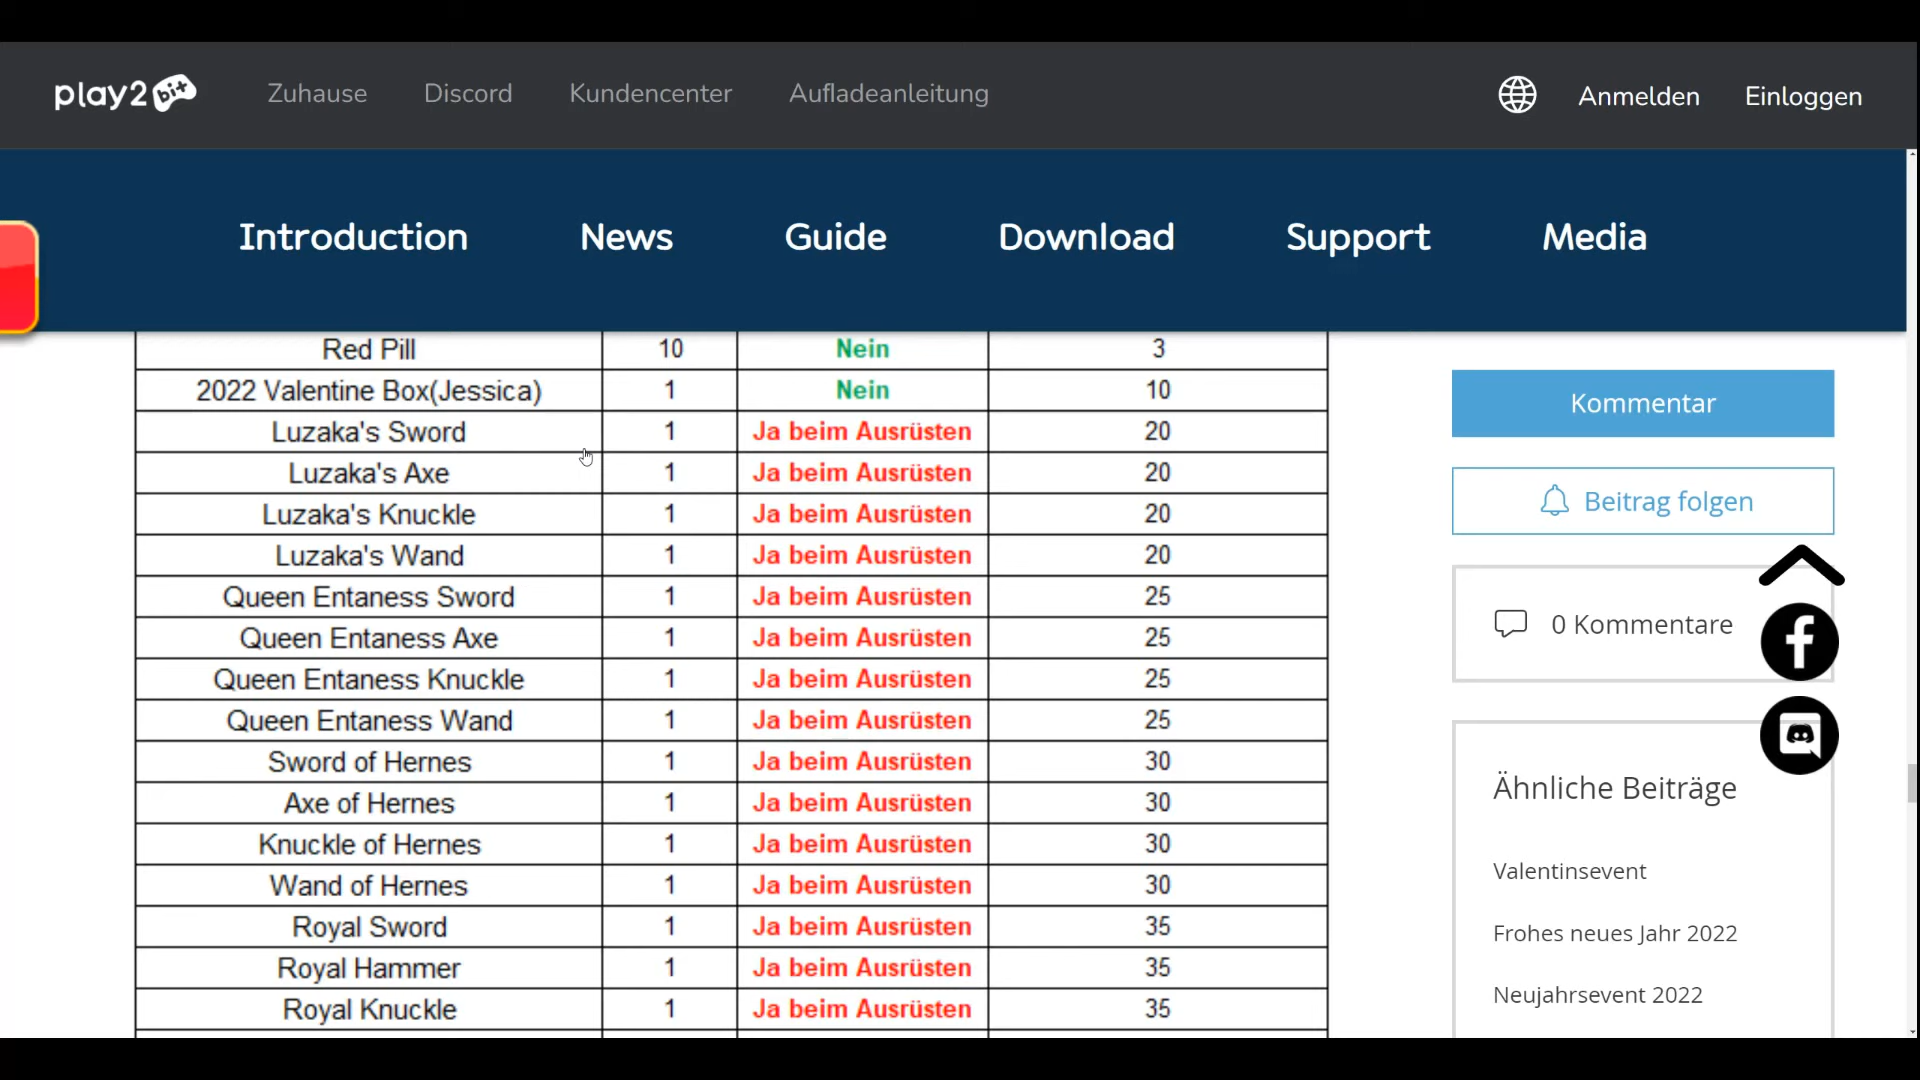 play2bit Zuhause Discord Kundencenter Aufladeanleitung Anmelden Einloggen
Introduction News Guide Download Support Media
Red Pill 10 Nein 3
2022 Valentine Box(Jessica) 1 Nein 10
Luzaka's Sword 1 Ja beim Ausrüsten 20
Luzaka's Axe 1 Ja beim Ausrüsten 20
Luzaka's Knuckle 1 Ja beim Ausrüsten 20
Luzaka's Wand 1 Ja beim Ausrüsten 20
Queen Entaness Sword 1 Ja beim Ausrüsten 25
Queen Entaness Axe 1 Ja beim Ausrüsten 25
Queen Entaness Knuckle 1 Ja beim Ausrüsten 25
Queen Entaness Wand 1 Ja beim Ausrüsten 25
Sword of Hernes 1 Ja beim Ausrüsten 30
Axe of Hernes 1 Ja beim Ausrüsten 30
Knuckle of Hernes 1 Ja beim Ausrüsten 30
Wand of Hernes 1 Ja beim Ausrüsten 30
Royal Sword 1 Ja beim Ausrüsten 35
Royal Hammer 1 Ja beim Ausrüsten 35
Royal Knuckle 1 Ja beim Ausrüsten 35
Kommentar
Beitrag folgen
0 Kommentare
Ähnliche Beiträge
Valentinsevent
Frohes neues Jahr 2022
Neujahrsevent 2022